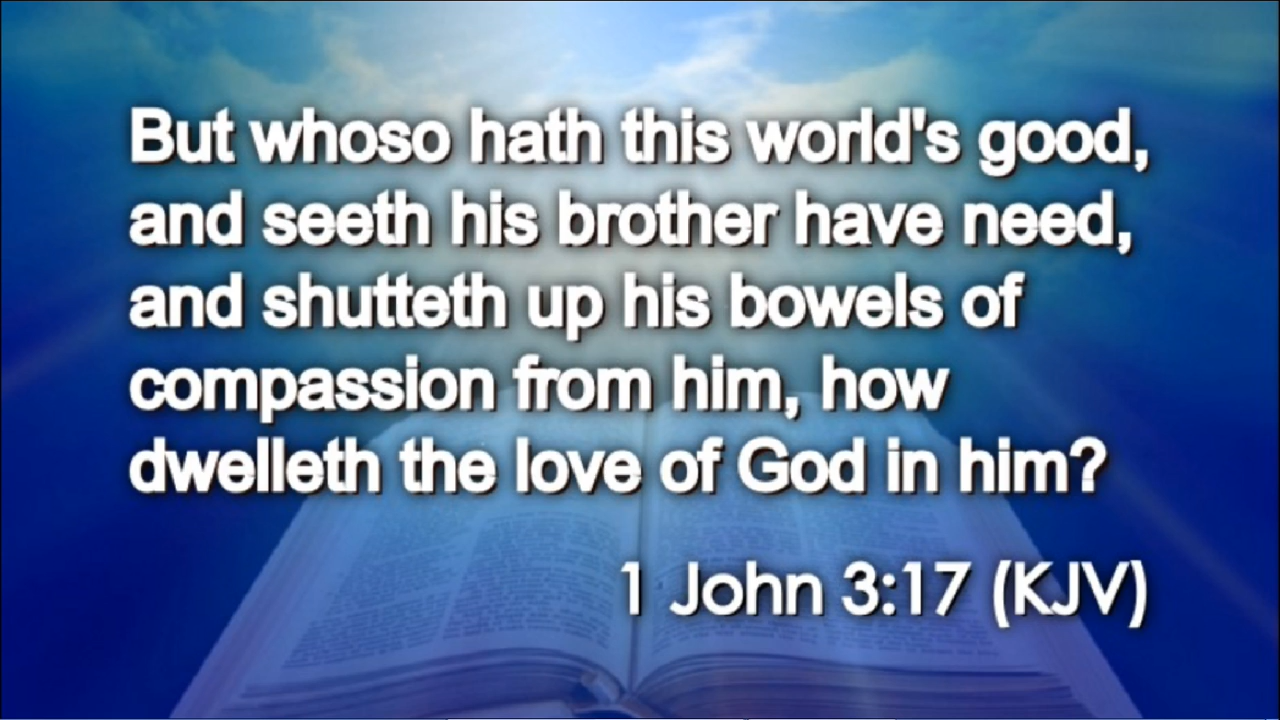 But whoso hath this world's good,
and seeth his brother have need,
and shutteth up his bowels of
compassion from him, how
dwelleth the love of God in him?
1 John 3:17 (KJV)